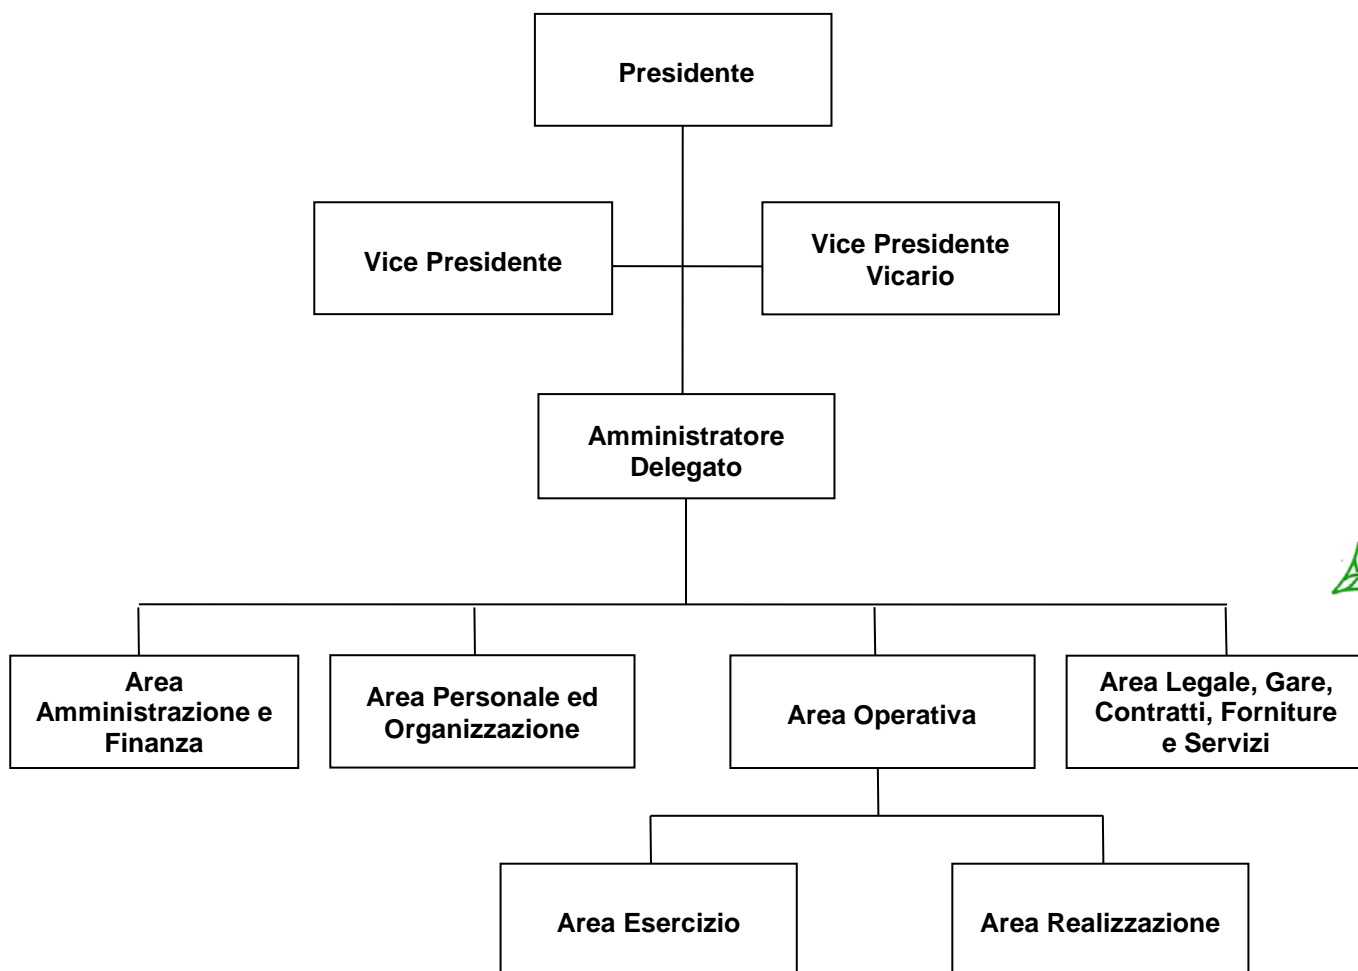 Presidente
Vice Presidente
Vice Presidente
Vicario
Amministratore
Delegato
Area
Amministrazione e
Finanza
Area Personale ed
Organizzazione
Area Operativa
Area Legale, Gare,
Contratti, Forniture
e Servizi
Area Esercizio
Area Realizzazione